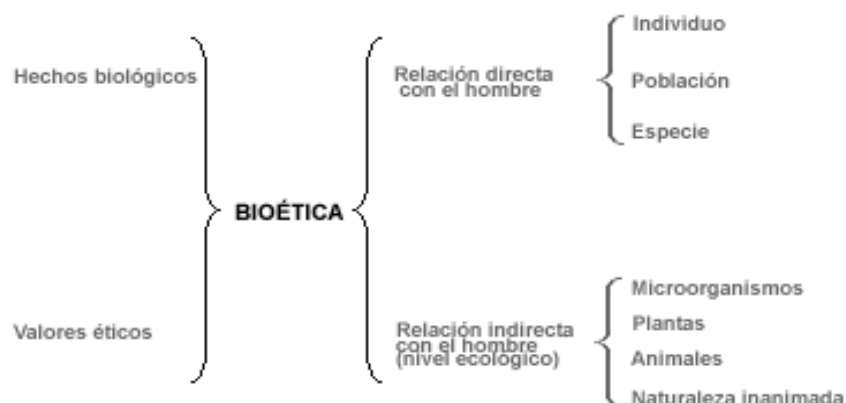 Hechos biológicos
Valores éticos
BIOÉTICA
Relación directa
con el hombre
Individuo
Población
Especie
Relación indirecta
con el hombre
(nivel ecológico)
Microorganismos
Plantas
Animales
Naturaleza inanimada